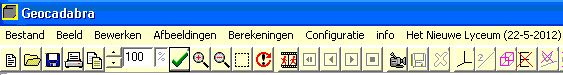 Geocadabra
Bestand Beeld Bewerken Afbeeldingen Berekeningen Configuratie info Het Nieuwe Lyceum (22-5-2012)
100 %